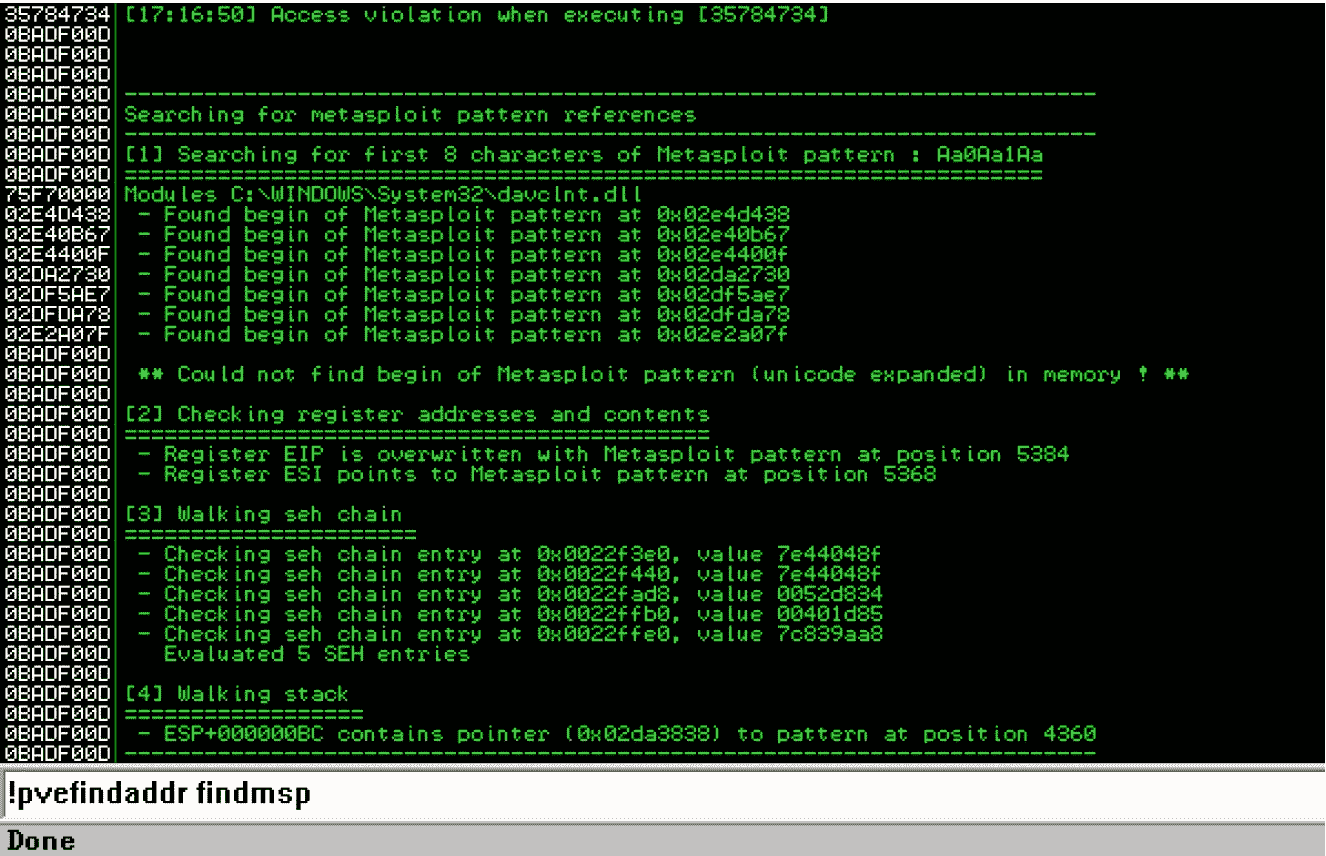 35784734 [17:16:50] Access violation when executing [35784734]
0BADF00D
0BADF00D
0BADF00D
0BADF00D -------------------------------------------------------------------------
0BADF00D Searching for metasploit pattern references
0BADF00D -------------------------------------------------------------------------
0BADF00D [1] Searching for first 8 characters of Metasploit pattern : Aa0Aa1Aa
0BADF00D =====================================================================
75F70000 Modules C:\WINDOWS\System32\davclnt.dll
02E4D438 - Found begin of Metasploit pattern at 0x02e4d438
02E40B67 - Found begin of Metasploit pattern at 0x02e40b67
02E4400F - Found begin of Metasploit pattern at 0x02e4400f
02DA2730 - Found begin of Metasploit pattern at 0x02da2730
02DF5AE7 - Found begin of Metasploit pattern at 0x02df5ae7
02DFDA78 - Found begin of Metasploit pattern at 0x02dfda78
02E2A07F - Found begin of Metasploit pattern at 0x02e2a07f
0BADF00D
0BADF00D ** Could not find begin of Metasploit pattern (unicode expanded) in memory ! **
0BADF00D
0BADF00D [2] Checking register addresses and contents
0BADF00D ============================================
0BADF00D - Register EIP is overwritten with Metasploit pattern at position 5384
0BADF00D - Register ESI points to Metasploit pattern at position 5368
0BADF00D
0BADF00D [3] Walking seh chain
0BADF00D ======================
0BADF00D - Checking seh chain entry at 0x0022f3e0, value 7e44048f
0BADF00D - Checking seh chain entry at 0x0022f440, value 7e44048f
0BADF00D - Checking seh chain entry at 0x0022fad8, value 0052d834
0BADF00D - Checking seh chain entry at 0x0022ffb0, value 00401d85
0BADF00D - Checking seh chain entry at 0x0022ffe0, value 7c839aa8
0BADF00D Evaluated 5 SEH entries
0BADF00D
0BADF00D [4] Walking stack
0BADF00D ==================
0BADF00D - ESP+000000BC contains pointer (0x02da3838) to pattern at position 4360
0BADF00D -------------------------------------------------------------------------
!pvefindaddr findmsp
Done